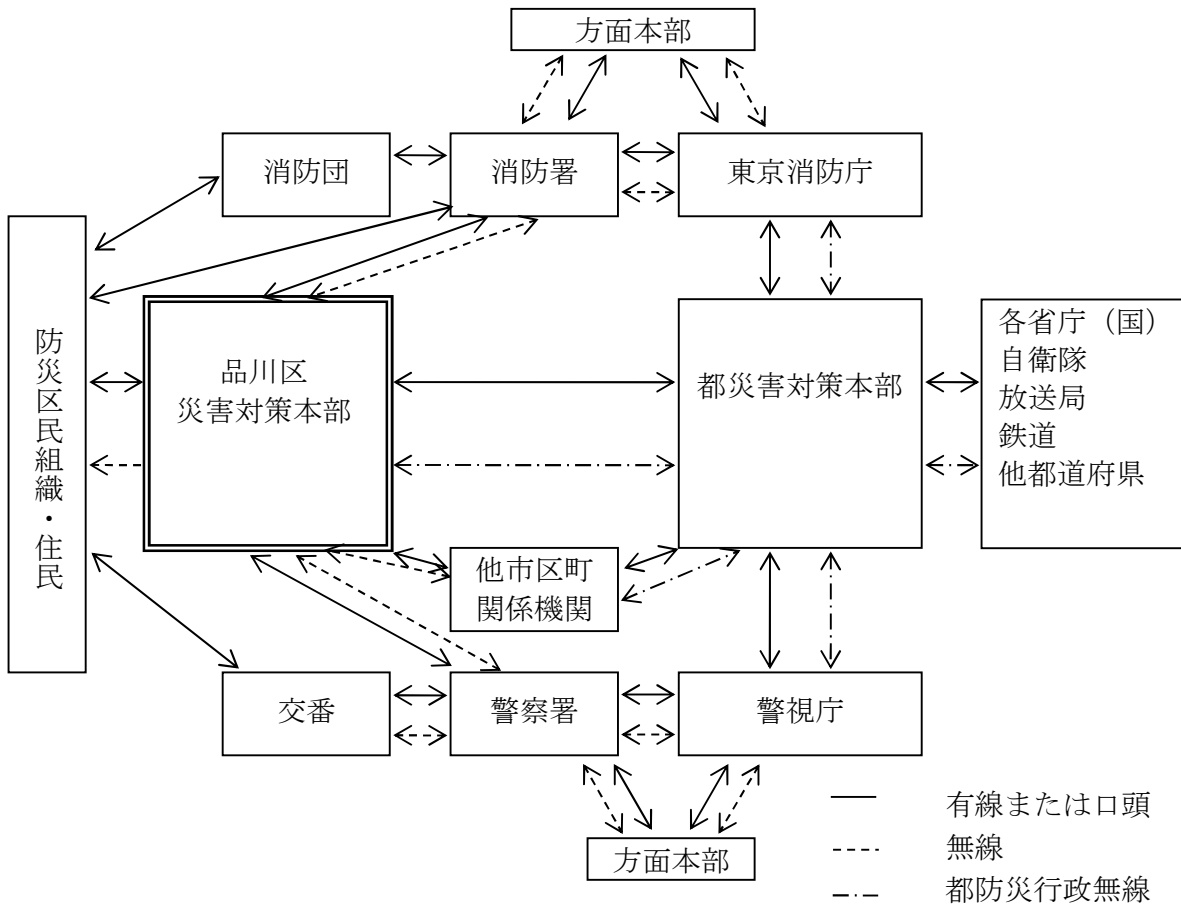 方面本部
消防団
消防署
東京消防庁
防災区民組織・住民
品川区
災害対策本部
都災害対策本部
各省庁（国）
自衛隊
放送局
鉄道
他都道府県
他市区町
関係機関
交番
警察署
警視庁
方面本部
有線または口頭
無線
都防災行政無線